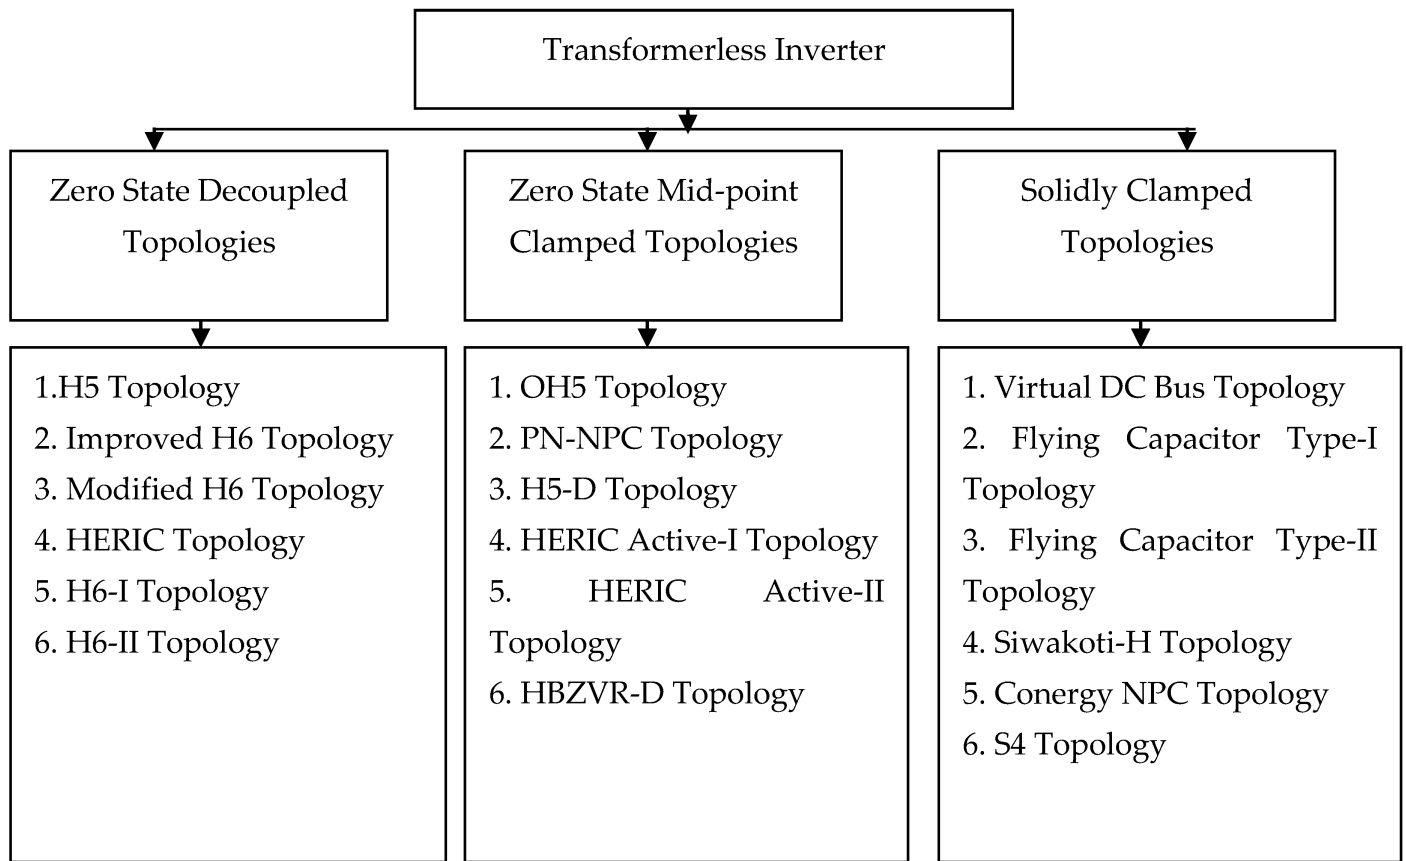 Transformerless Inverter
Zero State Decoupled
Topologies
Zero State Mid-point
Clamped Topologies
Solidly Clamped
Topologies
1.H5 Topology
2. Improved H6 Topology
3. Modified H6 Topology
4. HERIC Topology
5. H6-I Topology
6. H6-II Topology
1. OH5 Topology
2. PN-NPC Topology
3. H5-D Topology
4. HERIC Active-I Topology
5. HERIC Active-II
Topology
6. HBZVR-D Topology
1. Virtual DC Bus Topology
2. Flying Capacitor Type-I
Topology
3. Flying Capacitor Type-II
Topology
4. Siwakoti-H Topology
5. Conergy NPC Topology
6. S4 Topology